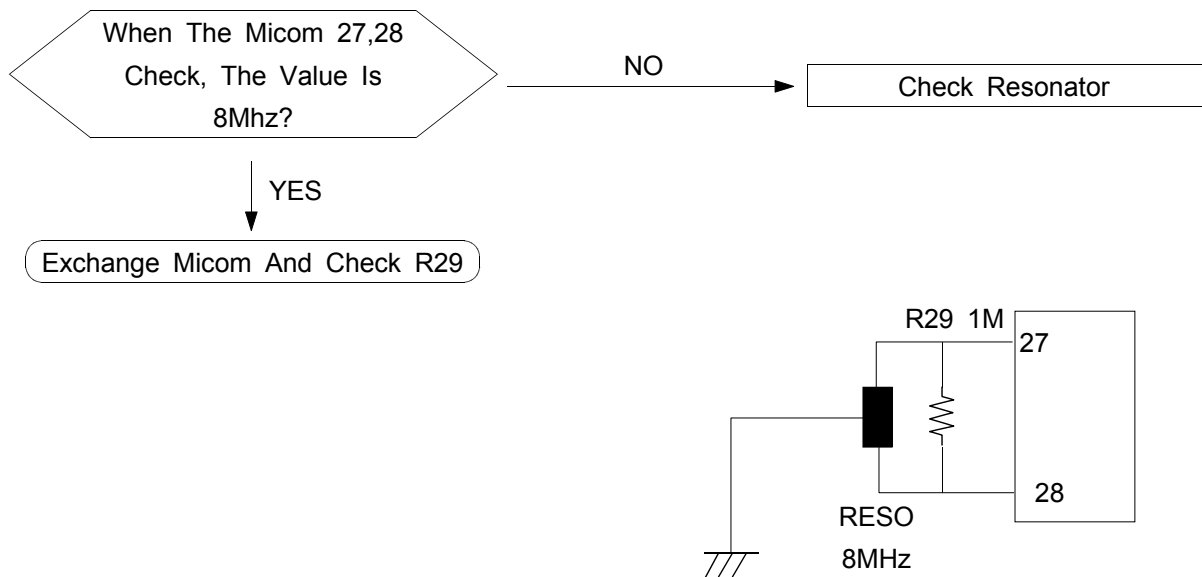 When The Micom 27,28
Check, The Value Is
8Mhz?
NO
Check Resonator
YES
Exchange Micom And Check R29
R29 1M
27
28
RESO
8MHz